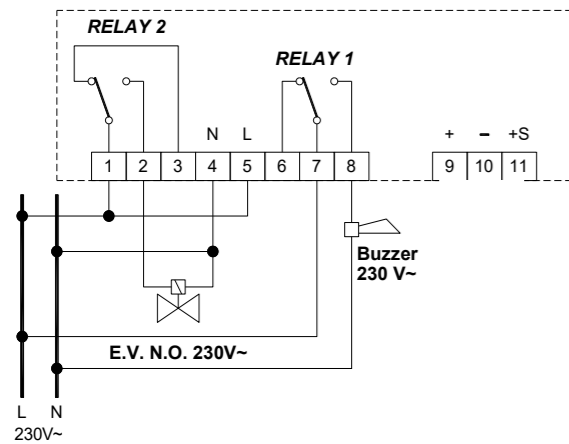 RELAY 2
RELAY 1
N L
+ – +S
1 2 3 4 5 6 7 8 9 10 11
Buzzer
230 V~
E.V. N.O. 230V~
L N
230V~